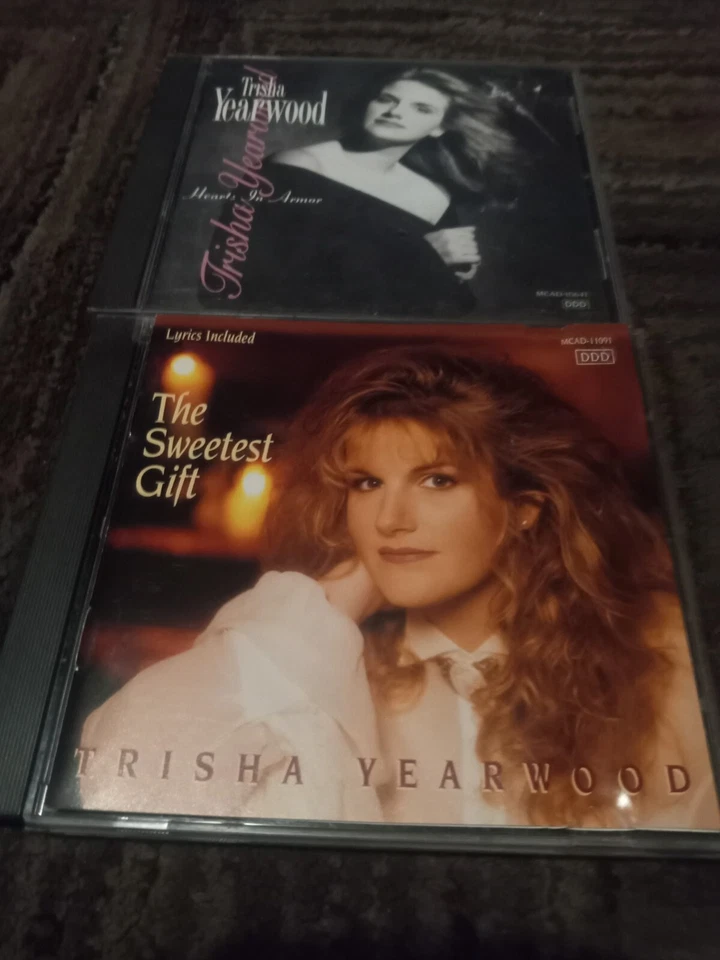 Trisha
Yearwood
Trisha Yearwood
Hearts In Armor
DDD
Lyrics Included
MCAD-11091
DDD
The
Sweetest
Gift
TRISHA YEARWOOD